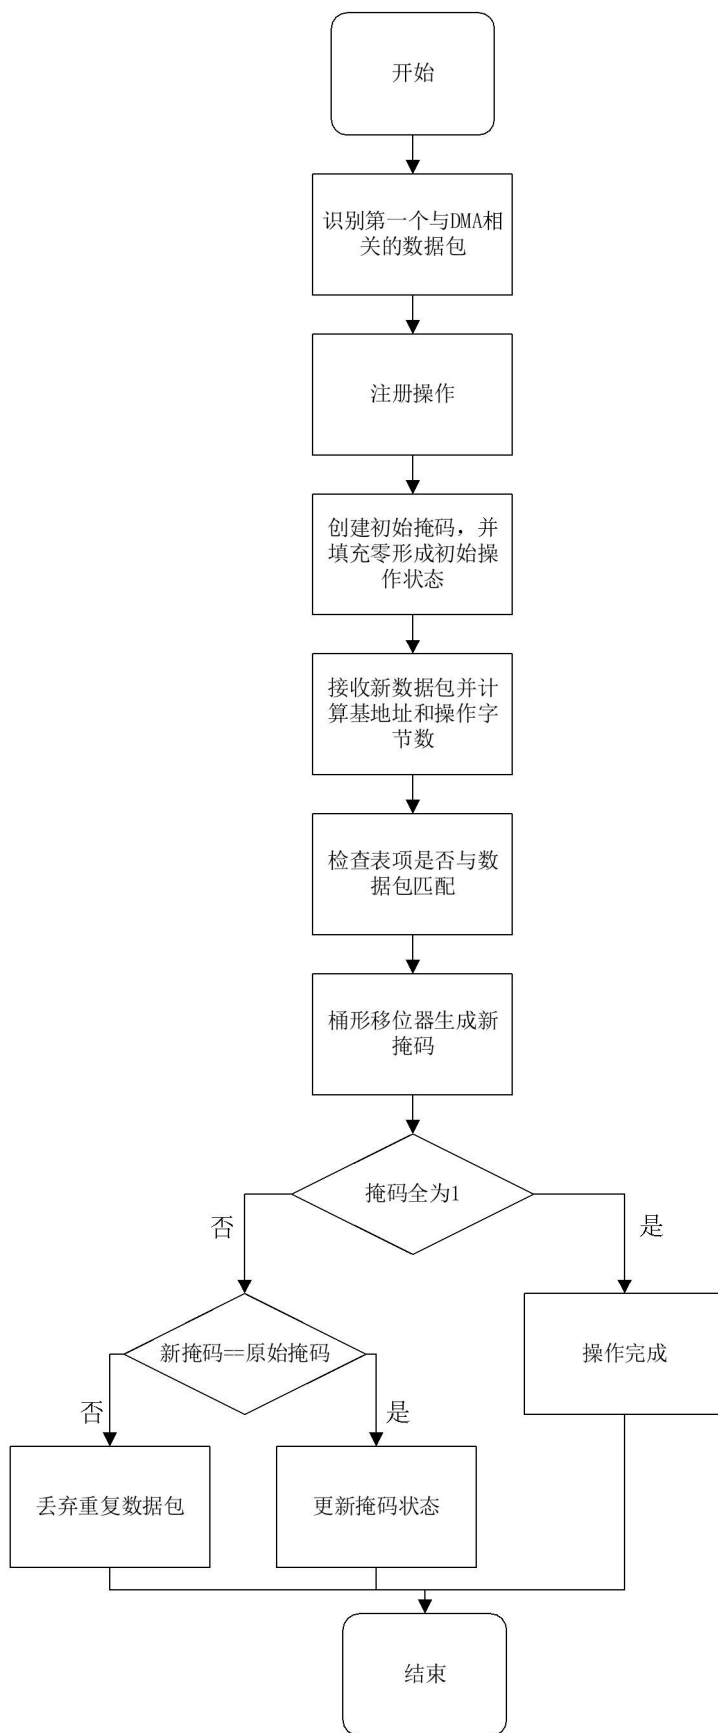 开始
识别第一个与DMA相
关的数据包
注册操作
创建初始掩码，并
填充零形成初始操
作状态
接收新数据包并计
算基地址和操作字
节数
检查表项是否与数
据包匹配
桶形移位器生成新
掩码
掩码全为1
否
是
新掩码==原始掩码
操作完成
否
是
丢弃重复数据包
更新掩码状态
结束